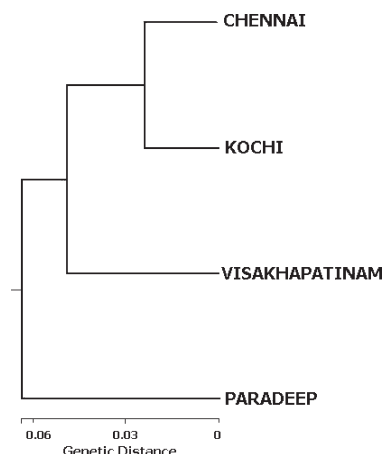 CHENNAI
KOCHI
VISAKHAPATINAM
PARADEEP
0.06 0.03 0
Genetic Distance